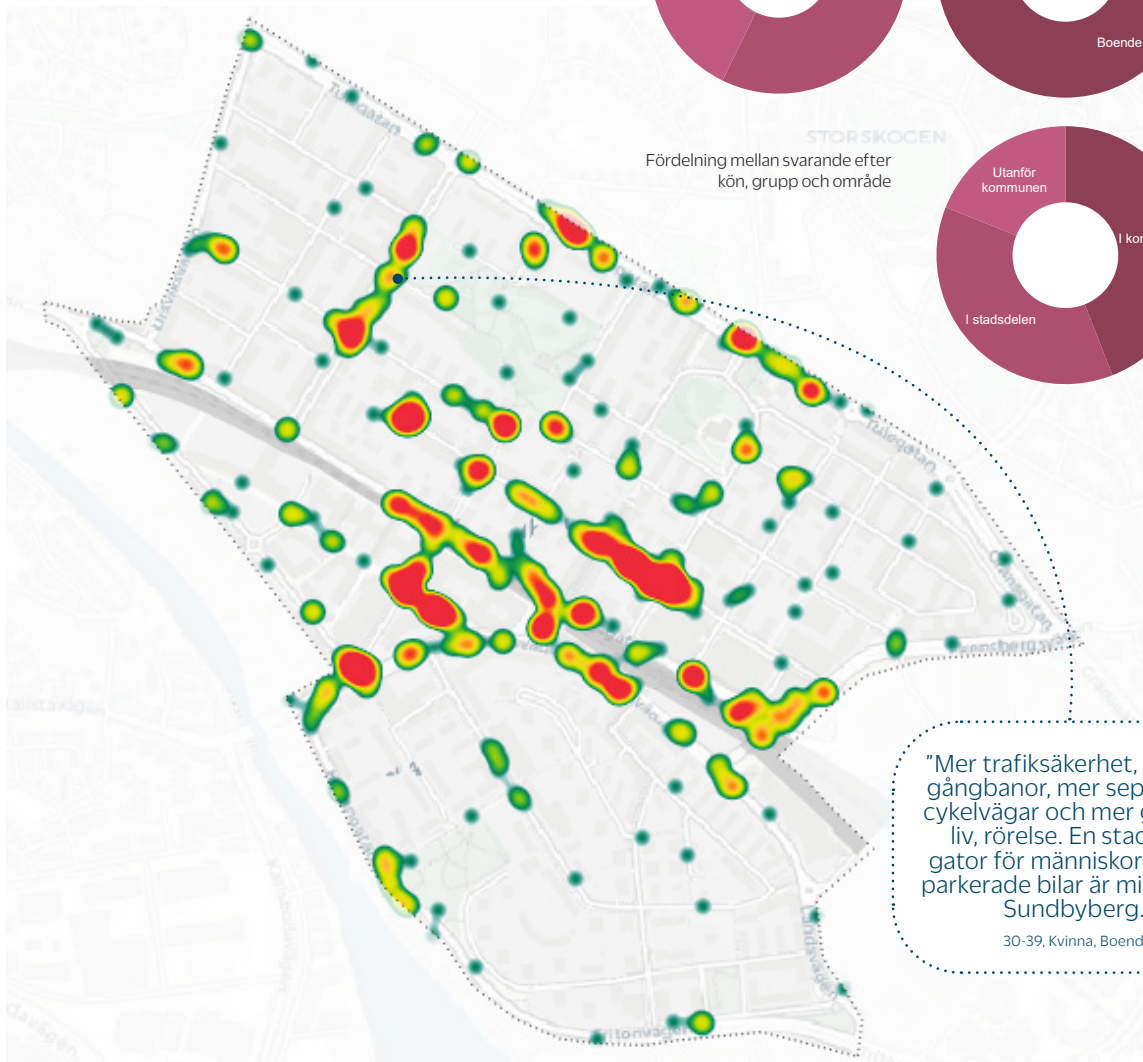 Boende
STORSKOGEN
Fördelning mellan svarande efter
kön, grupp och område
Utanför
kommunen
I kor
I stadsdelen
Tulegatan
Tulegatan
"Mer trafiksäkerhet,
gångbanor, mer sep
cykelvägar och mer g
liv, rörelse. En stad
gator för människor
parkerade bilar är mi
Sundbyberg.
30-39, Kvinna, Boend